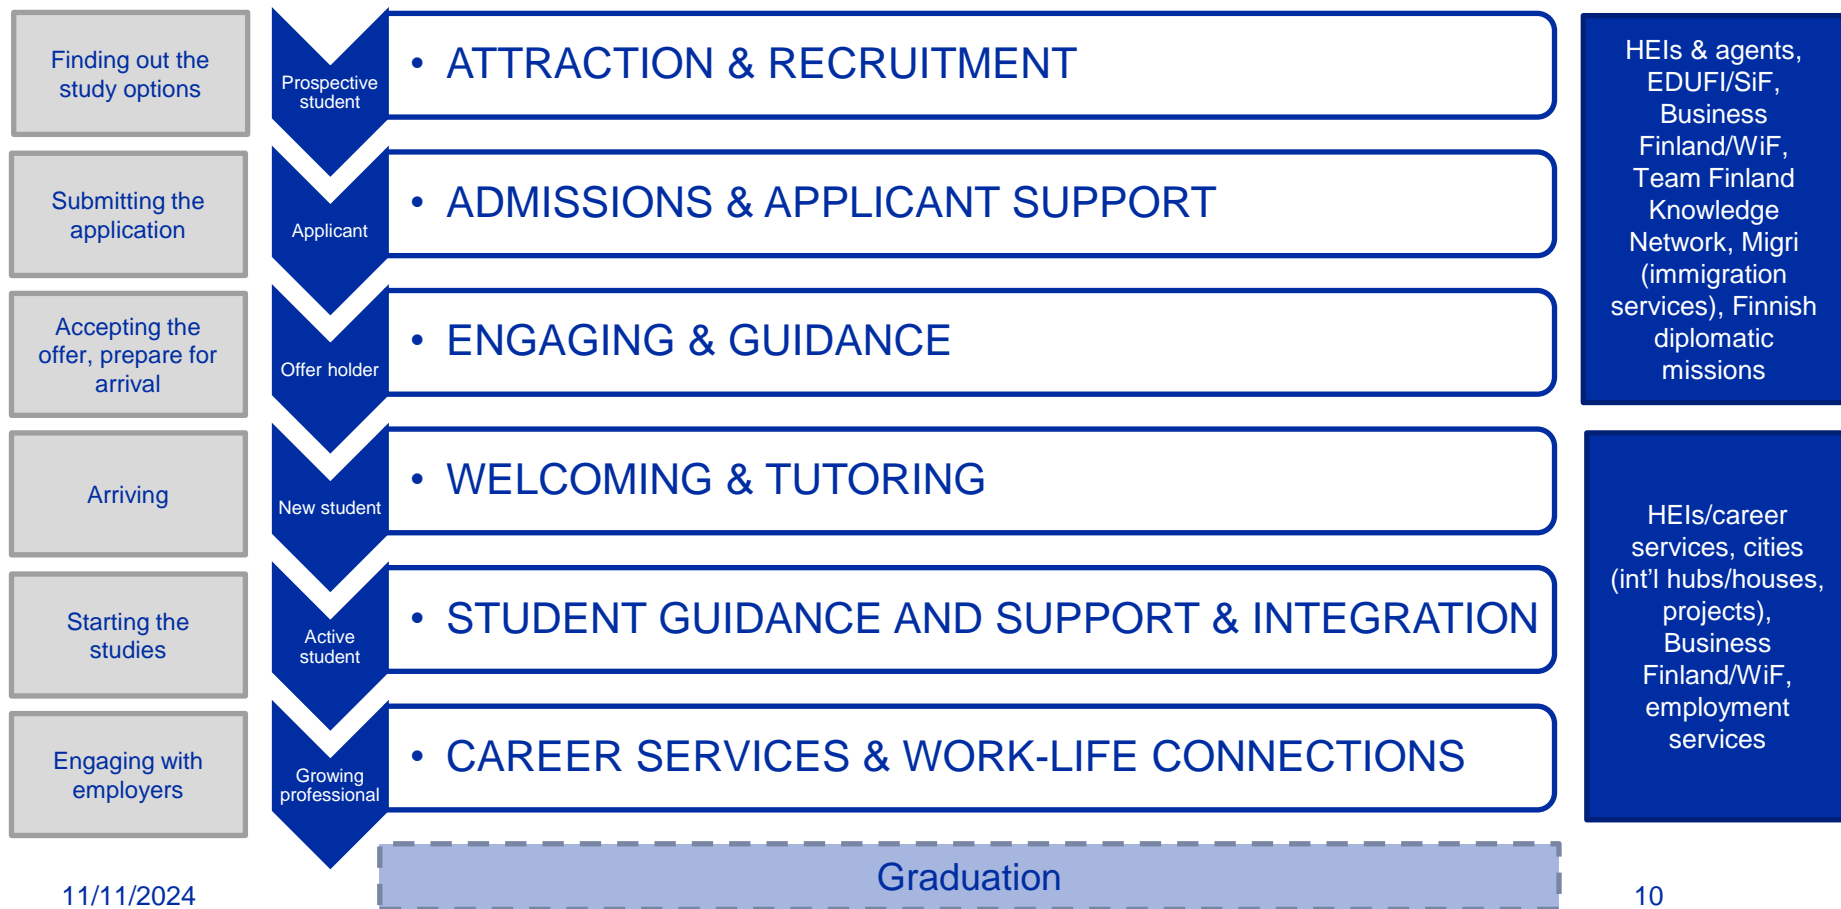 Finding out the
study options
Prospective
student
• ATTRACTION & RECRUITMENT
Submitting the
application
Applicant
• ADMISSIONS & APPLICANT SUPPORT
Accepting the
offer, prepare for
arrival
Offer holder
• ENGAGING & GUIDANCE
HEIs & agents,
EDUFI/SiF,
Business
Finland/WiF,
Team Finland
Knowledge
Network, Migri
(immigration
services), Finnish
diplomatic
missions
Arriving
New student
• WELCOMING & TUTORING
Starting the
studies
Active
student
• STUDENT GUIDANCE AND SUPPORT & INTEGRATION
Engaging with
employers
Growing
professional
• CAREER SERVICES & WORK-LIFE CONNECTIONS
HEIs/career
services, cities
(int'l hubs/houses,
projects),
Business
Finland/WiF,
employment
services
Graduation
11/11/2024
10